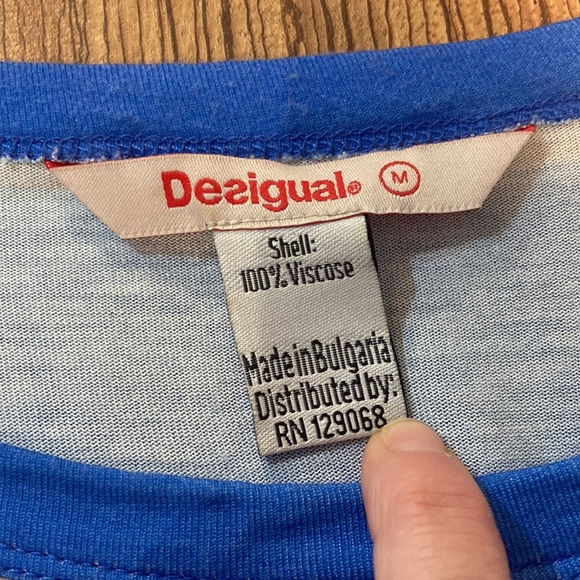 Desigual® M
Shell:
100% Viscose
Made in Bulgaria
Distributed by:
RN 129068